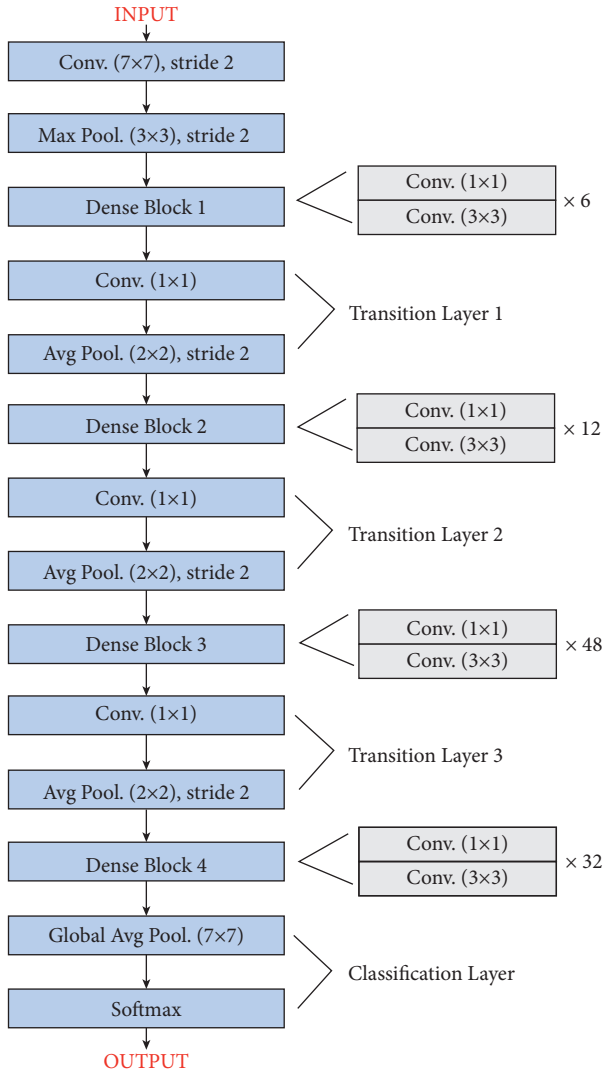 INPUT
Conv. (7×7), stride 2
Max Pool. (3×3), stride 2
Dense Block 1
Conv. (1×1)
Conv. (3×3)
× 6
Conv. (1×1)
Avg Pool. (2×2), stride 2
Transition Layer 1
Dense Block 2
Conv. (1×1)
Conv. (3×3)
× 12
Conv. (1×1)
Avg Pool. (2×2), stride 2
Transition Layer 2
Dense Block 3
Conv. (1×1)
Conv. (3×3)
× 48
Conv. (1×1)
Avg Pool. (2×2), stride 2
Transition Layer 3
Dense Block 4
Conv. (1×1)
Conv. (3×3)
× 32
Global Avg Pool. (7×7)
Softmax
Classification Layer
OUTPUT